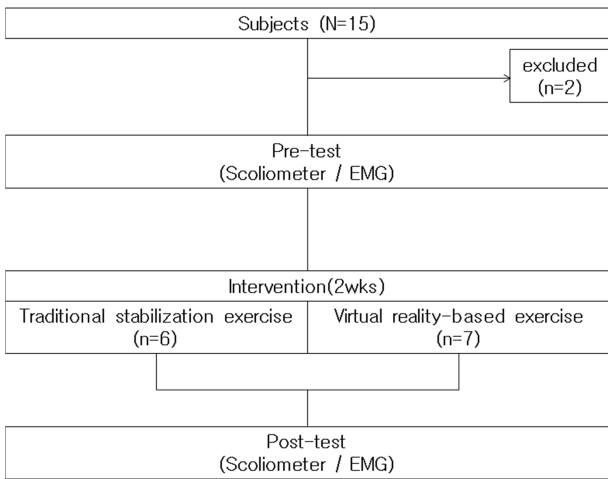 Subjects (N=15)
excluded
(n=2)
Pre-test
(Scoliometer / EMG)
Intervention(2wks)
Traditional stabilization exercise
(n=6)
Virtual reality-based exercise
(n=7)
Post-test
(Scoliometer / EMG)